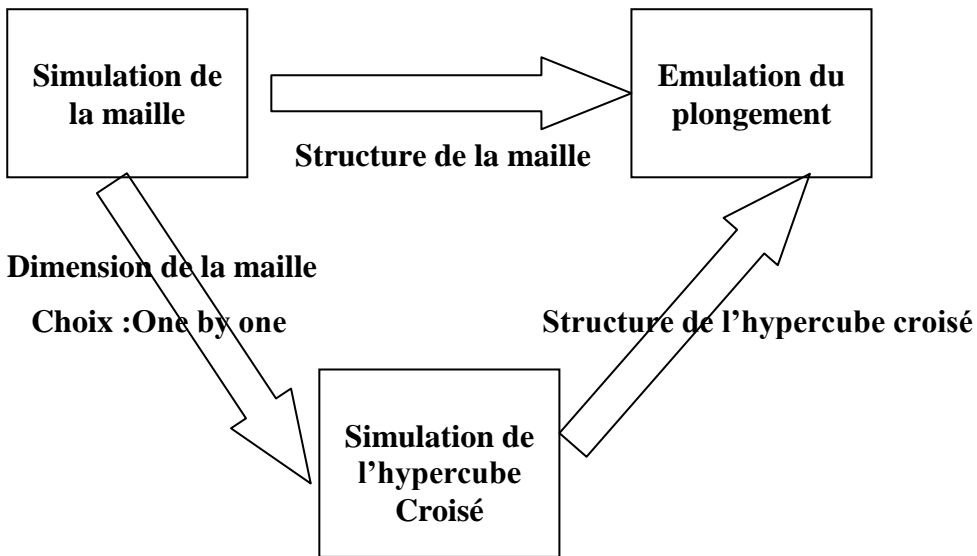 Simulation de
la maille
Emulation du
plongement
Structure de la maille
Dimension de la maille
Choix :One by one
Structure de l’hypercube croisé
Simulation de
l’hypercube
Croisé